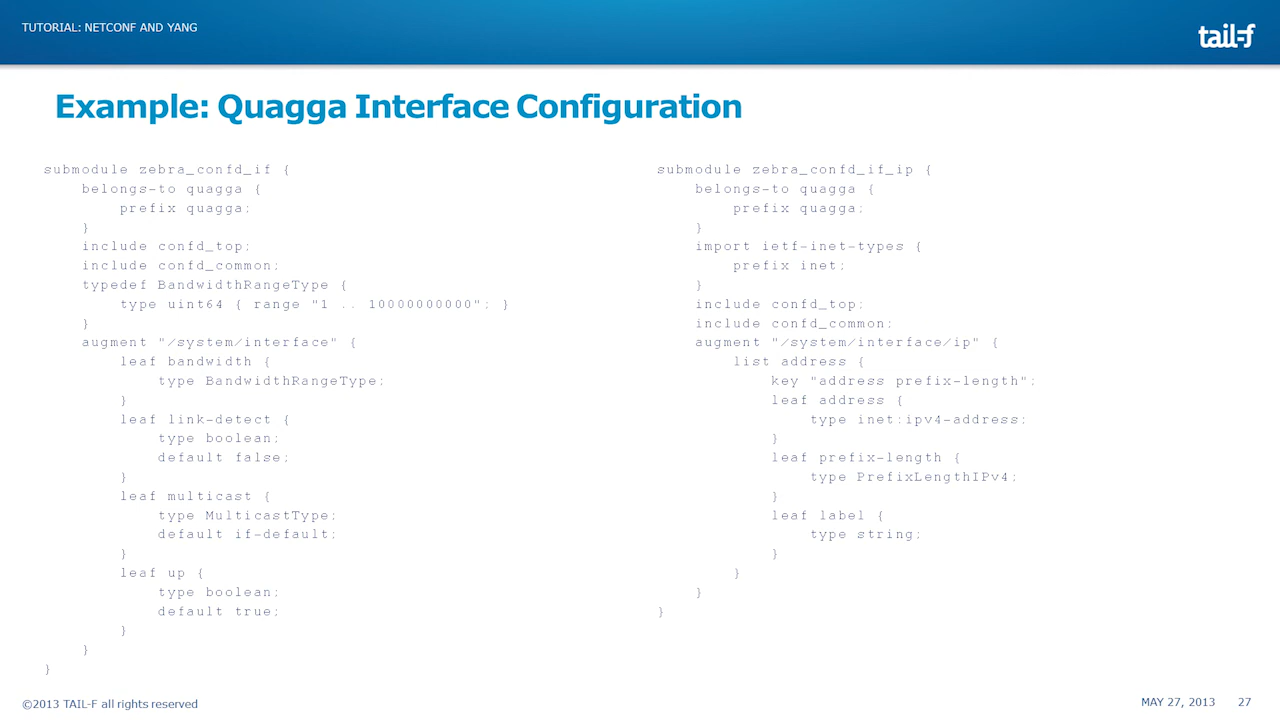 TUTORIAL: NETCONF AND YANG
tail-f
Example: Quagga Interface Configuration
submodule zebra_confd_if {
    belongs-to quagga {
        prefix quagga;
    }
    include confd_top;
    include confd_common;
    typedef BandwidthRangeType {
        type uint64 { range "1 .. 10000000000"; }
    }
    augment "/system/interface" {
        leaf bandwidth {
            type BandwidthRangeType;
        }
        leaf link-detect {
            type boolean;
            default false;
        }
        leaf multicast {
            type MulticastType;
            default if-default;
        }
        leaf up {
            type boolean;
            default true;
        }
    }
}
submodule zebra_confd_if_ip {
    belongs-to quagga {
        prefix quagga;
    }
    import ietf-inet-types {
        prefix inet;
    }
    include confd_top;
    include confd_common;
    augment "/system/interface/ip" {
        list address {
            key "address prefix-length";
            leaf address {
                type inet:ipv4-address;
            }
            leaf prefix-length {
                type PrefixLengthIPv4;
            }
            leaf label {
                type string;
            }
        }
    }
}
©2013 TAIL-F all rights reserved
MAY 27, 2013 27